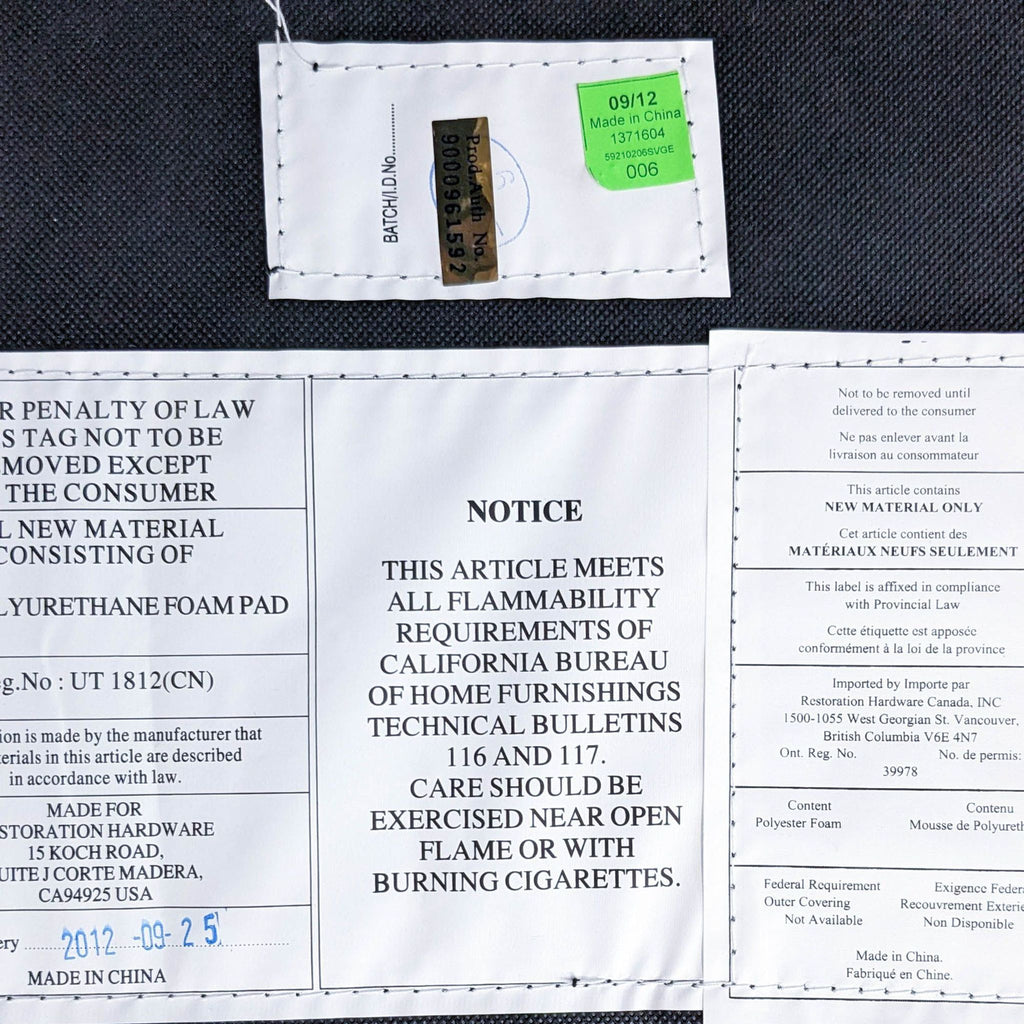 BATCH/I.D.No.............
Prod.Auth No.
9000961592
09/12
Made in China
1371604
59210206SVGE
006
R PENALTY OF LAW
S TAG NOT TO BE
MOVED EXCEPT
THE CONSUMER
L NEW MATERIAL
CONSISTING OF
LYURETHANE FOAM PAD
g.No : UT 1812(CN)
ion is made by the manufacturer that
terials in this article are described
in accordance with law.
MADE FOR
STORATION HARDWARE
15 KOCH ROAD,
UITE J CORTE MADERA,
CA94925 USA
ery 2012 -09- 25
MADE IN CHINA
NOTICE
THIS ARTICLE MEETS
ALL FLAMMABILITY
REQUIREMENTS OF
CALIFORNIA BUREAU
OF HOME FURNISHINGS
TECHNICAL BULLETINS
116 AND 117.
CARE SHOULD BE
EXERCISED NEAR OPEN
FLAME OR WITH
BURNING CIGARETTES.
Not to be removed until
delivered to the consumer
Ne pas enlever avant la
livraison au consommateur
This article contains
NEW MATERIAL ONLY
Cet article contient des
MATÉRIAUX NEUFS SEULEMENT
This label is affixed in compliance
with Provincial Law
Cette étiquette est apposée
conformément à la loi de la province
Imported by Importe par
Restoration Hardware Canada, INC
1500-1055 West Georgian St. Vancouver,
British Columbia V6E 4N7
Ont. Reg. No. No. de permis:
39978
Content Contenu
Polyester Foam Mousse de Polyureth
Federal Requirement Exigence Feder
Outer Covering Recouvrement Exterie
Not Available Non Disponible
Made in China.
Fabriqué en Chine.